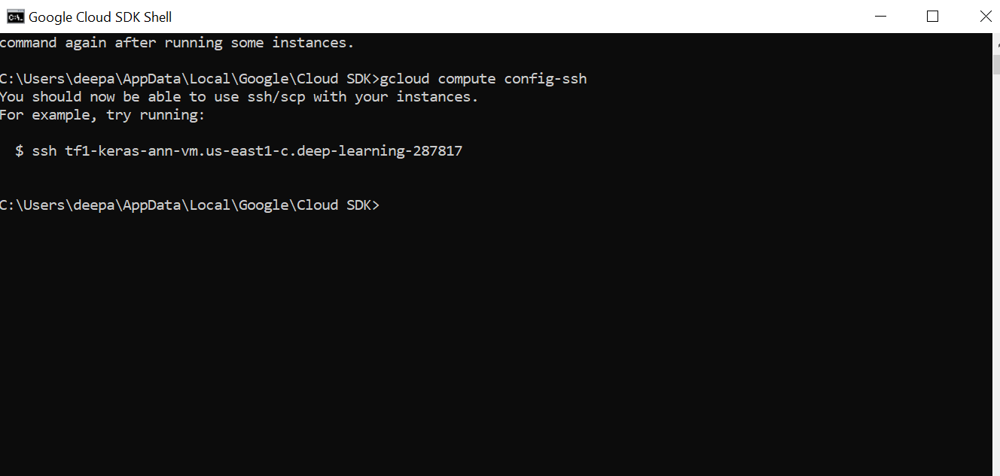 Google Cloud SDK Shell
command again after running some instances.
C:\Users\deepa\AppData\Local\Google\Cloud SDK>gcloud compute config-ssh
You should now be able to use ssh/scp with your instances.
For example, try running:
$ ssh tf1-keras-ann-vm.us-east1-c.deep-learning-287817
C:\Users\deepa\AppData\Local\Google\Cloud SDK>